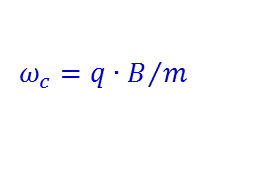 ω_c = q · B/m